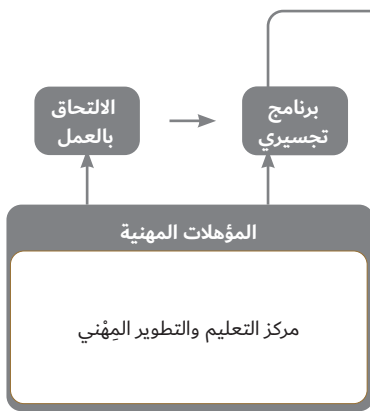 برنامج
تجسيري
الالتحاق
بالعمل
المؤهلات المهنية
مركز التعليم والتطوير المِهْني